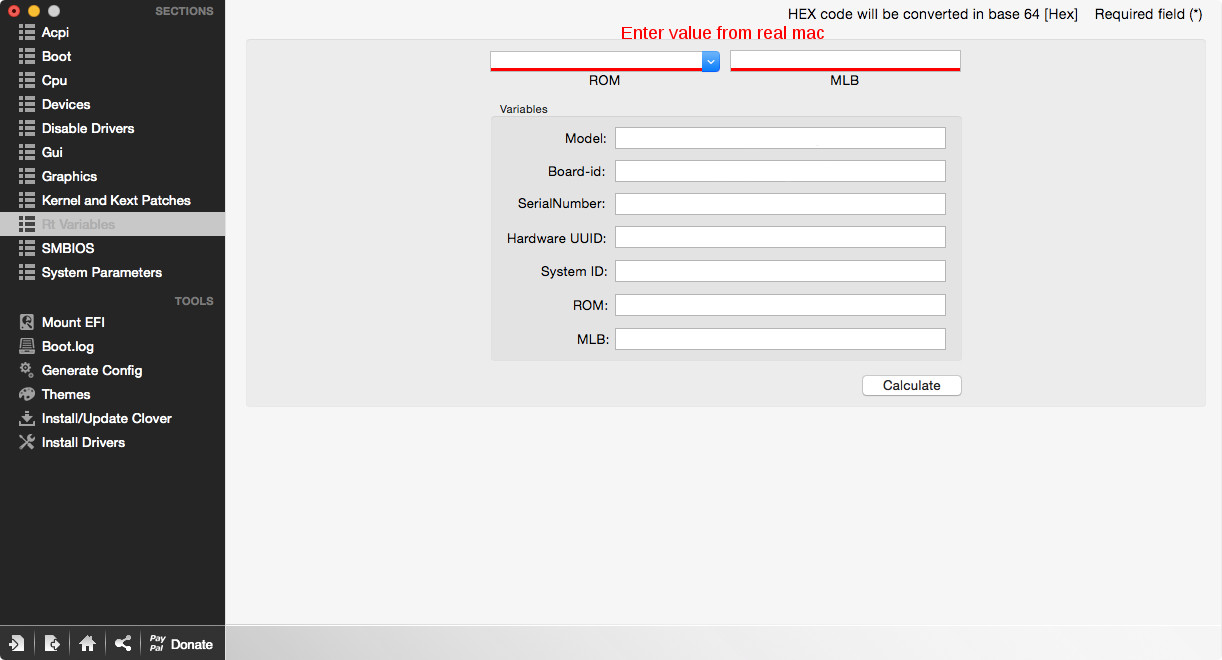 SECTIONS
Acpi
Boot
Cpu
Devices
Disable Drivers
Gui
Graphics
Kernel and Kext Patches
Rt Variables
SMBIOS
System Parameters
TOOLS
Mount EFI
Boot.log
Generate Config
Themes
Install/Update Clover
Install Drivers
Pay
Pal
Donate
HEX code will be converted in base 64 [Hex] Required field (*)
Enter value from real mac
ROM MLB
Variables
Model:
Board-id:
SerialNumber:
Hardware UUID:
System ID:
ROM:
MLB:
Calculate